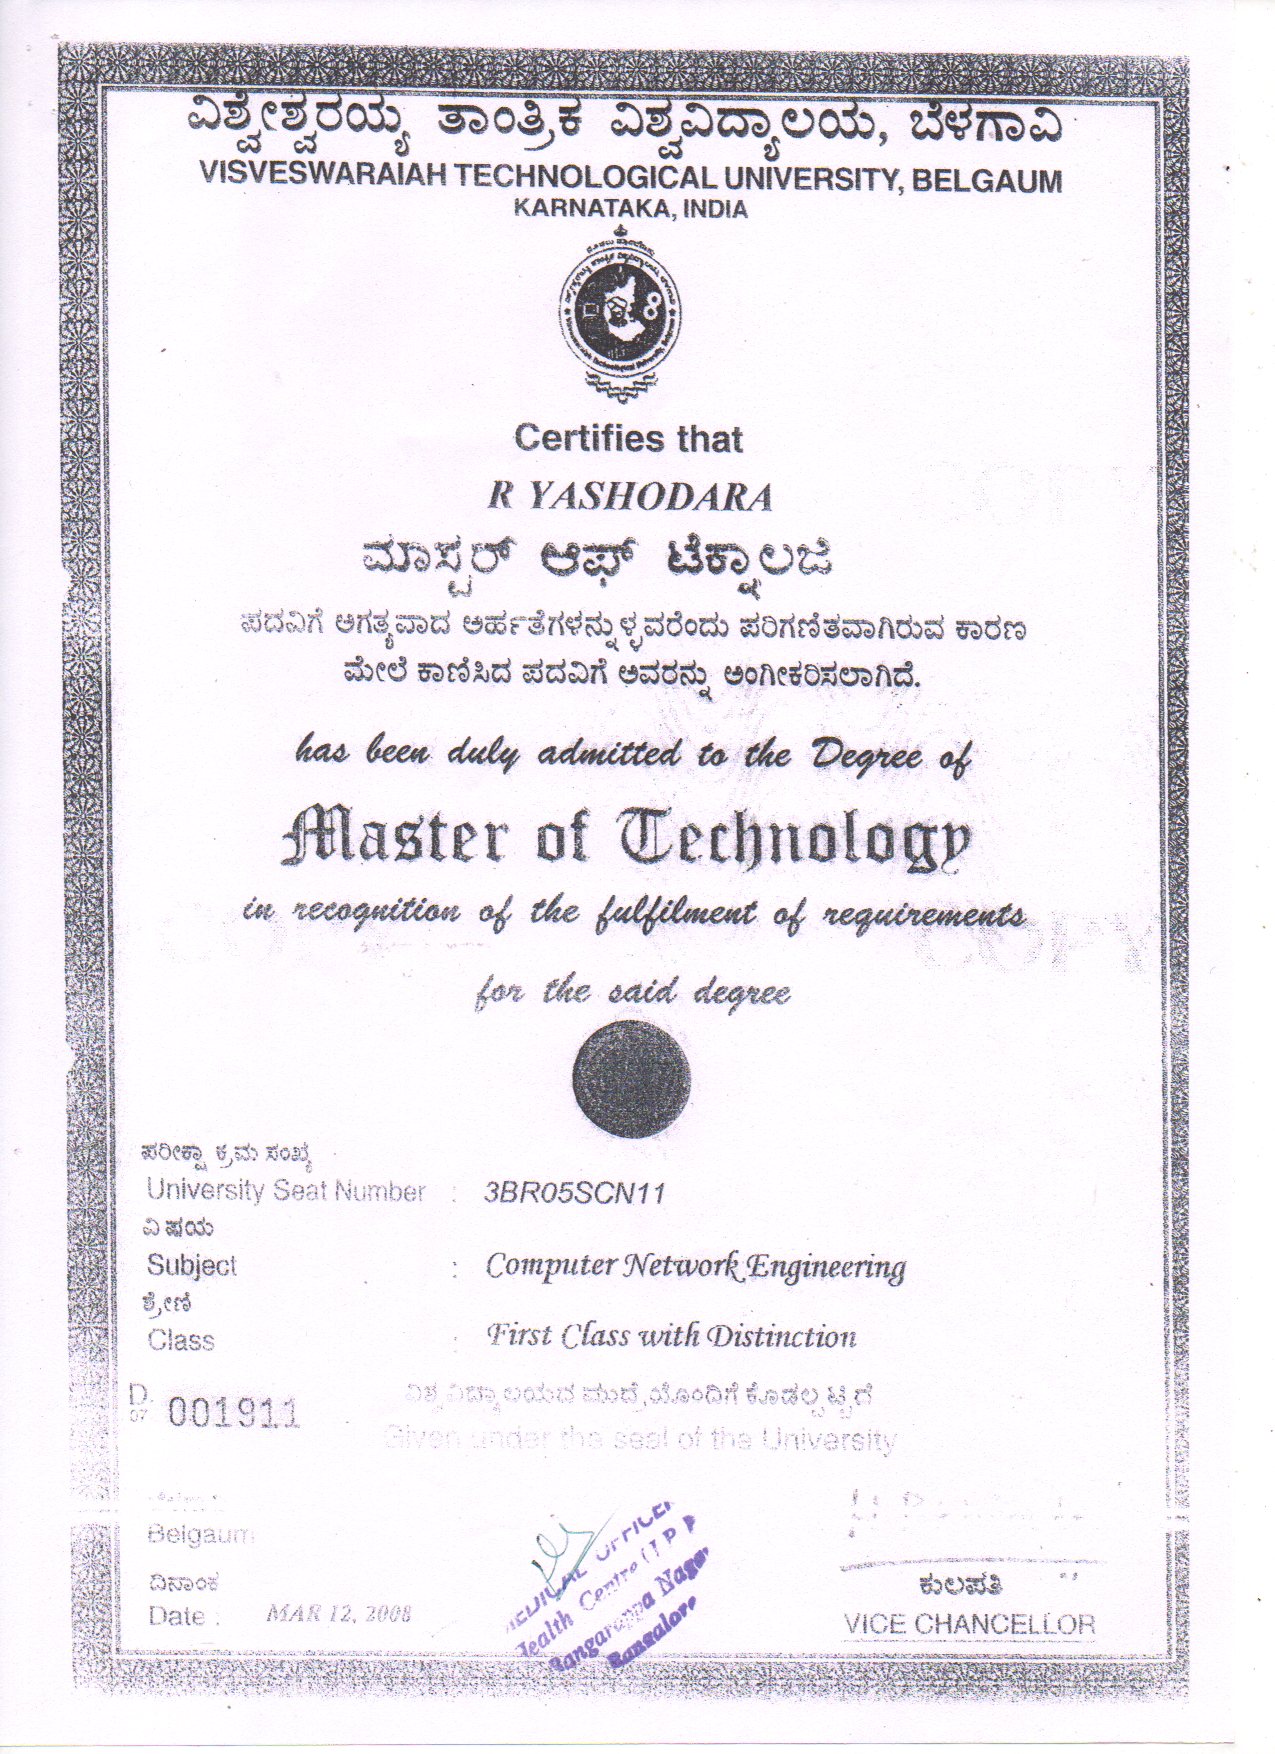 ವಿಶ್ವೇಶ್ವರಯ್ಯ ತಾಂತ್ರಿಕ ವಿಶ್ವವಿದ್ಯಾಲಯ, ಬೆಳಗಾವಿ
VISVESWARAIAH TECHNOLOGICAL UNIVERSITY, BELGAUM
KARNATAKA, INDIA
Certifies that
R YASHODARA
ಮಾಸ್ಟರ್ ಆಫ್ ಟೆಕ್ನಾಲಜಿ
ಪದವಿಗೆ ಅಗತ್ಯವಾದ ಅರ್ಹತೆಗಳನ್ನುಳ್ಳವರೆಂದು ಪರಿಗಣಿತವಾಗಿರುವ ಕಾರಣ
ಮೇಲೆ ಕಾಣಿಸಿದ ಪದವಿಗೆ ಅವರನ್ನು ಅಂಗೀಕರಿಸಲಾಗಿದೆ.
has been duly admitted to the Degree of
Master of Technology
in recognition of the fulfilment of requirements
COPY
for the said degree
ಪರೀಕ್ಷಾ ಕ್ರಮ ಸಂಖ್ಯೆ
University Seat Number : 3BR05SCN11
ವಿಷಯ
Subject : Computer Network Engineering
ಶ್ರೇಣಿ
Class : First Class with Distinction
D. 07 001911
ವಿಶ್ವವಿದ್ಯಾಲಯದ ಮುದ್ರೆಯೊಂದಿಗೆ ಕೊಡಲ್ಪಟ್ಟಿದೆ
Given under the seal of the University
Belgaum
ದಿನಾಂಕ
Date : MAR 12, 2008
MEDICAL OFFICER
Health Centre (I P P
Rangarappa Nagar
Bangalore
ಕುಲಪತಿ
VICE CHANCELLOR